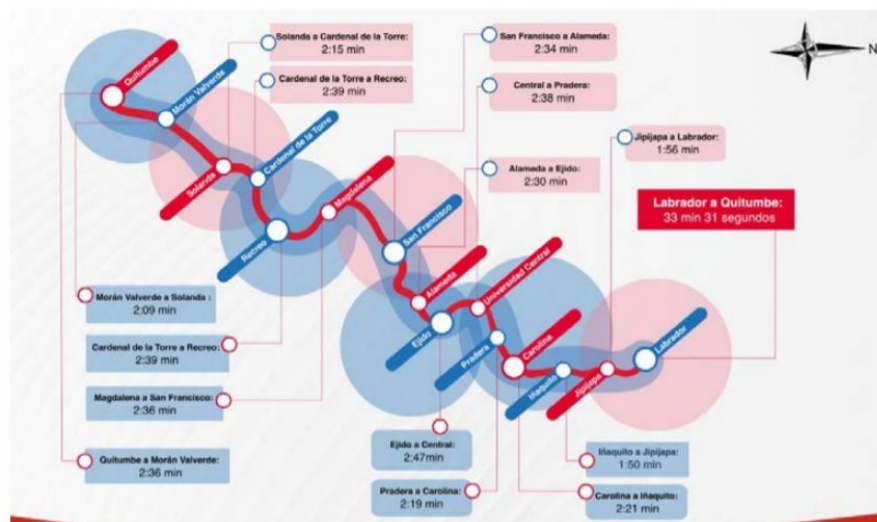 Solanda a Cardenal de la Torre:
2:15 min
San Francisco a Alameda:
2:34 min
N
Quitumbe
Morán Valverde
Cardenal de la Torre a Recreo:
2:39 min
Central a Pradera:
2:38 min
Cardenal de la Torre
Jipijapa a Labrador:
1:56 min
Solanda
Magdalena
Alameda a Ejido:
2:30 min
Labrador a Quitumbe:
33 min 31 segundos
Recreo
San Francisco
Alameda
Universidad Central
Morán Valverde a Solanda :
2:09 min
Ejido
Pradera
Carolina
Iñaquito
Jipijapa
Labrador
Cardenal de la Torre a Recreo:
2:39 min
Magdalena a San Francisco:
2:36 min
Quitumbe a Morán Valverde:
2:36 min
Ejido a Central:
2:47min
Iñaquito a Jipijapa:
1:50 min
Pradera a Carolina:
2:19 min
Carolina a Iñaquito:
2:21 min